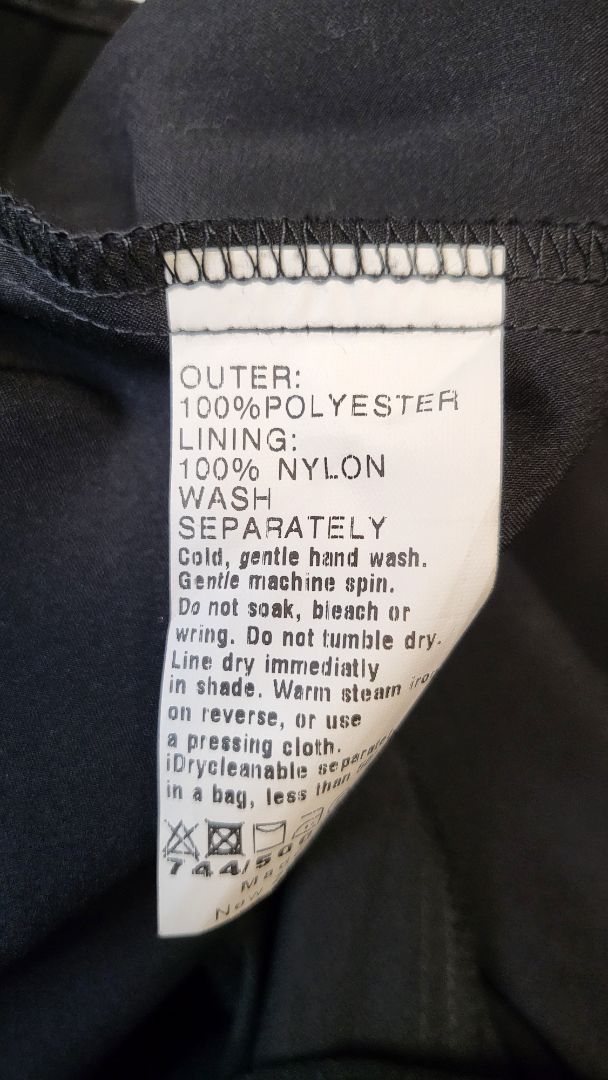 OUTER:
100%POLYESTER
LINING:
100% NYLON
WASH
SEPARATELY
Cold, gentle hand wash.
Gentle machine spin.
Do not soak, bleach or
wring. Do not tumble dry.
Line dry immediatly
in shade. Warm steam
on reverse, or use
a pressing cloth.
iDrycleanable
in a bag, less than